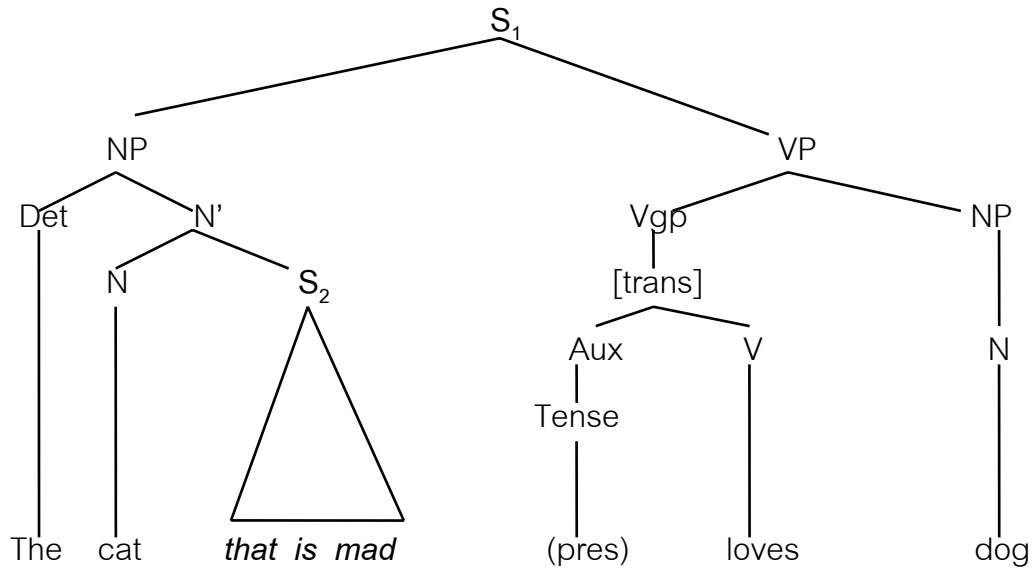 S₁
NP VP
Det N’ Vgp NP
N S₂ [trans]
Aux V N
Tense
The cat that is mad (pres) loves dog